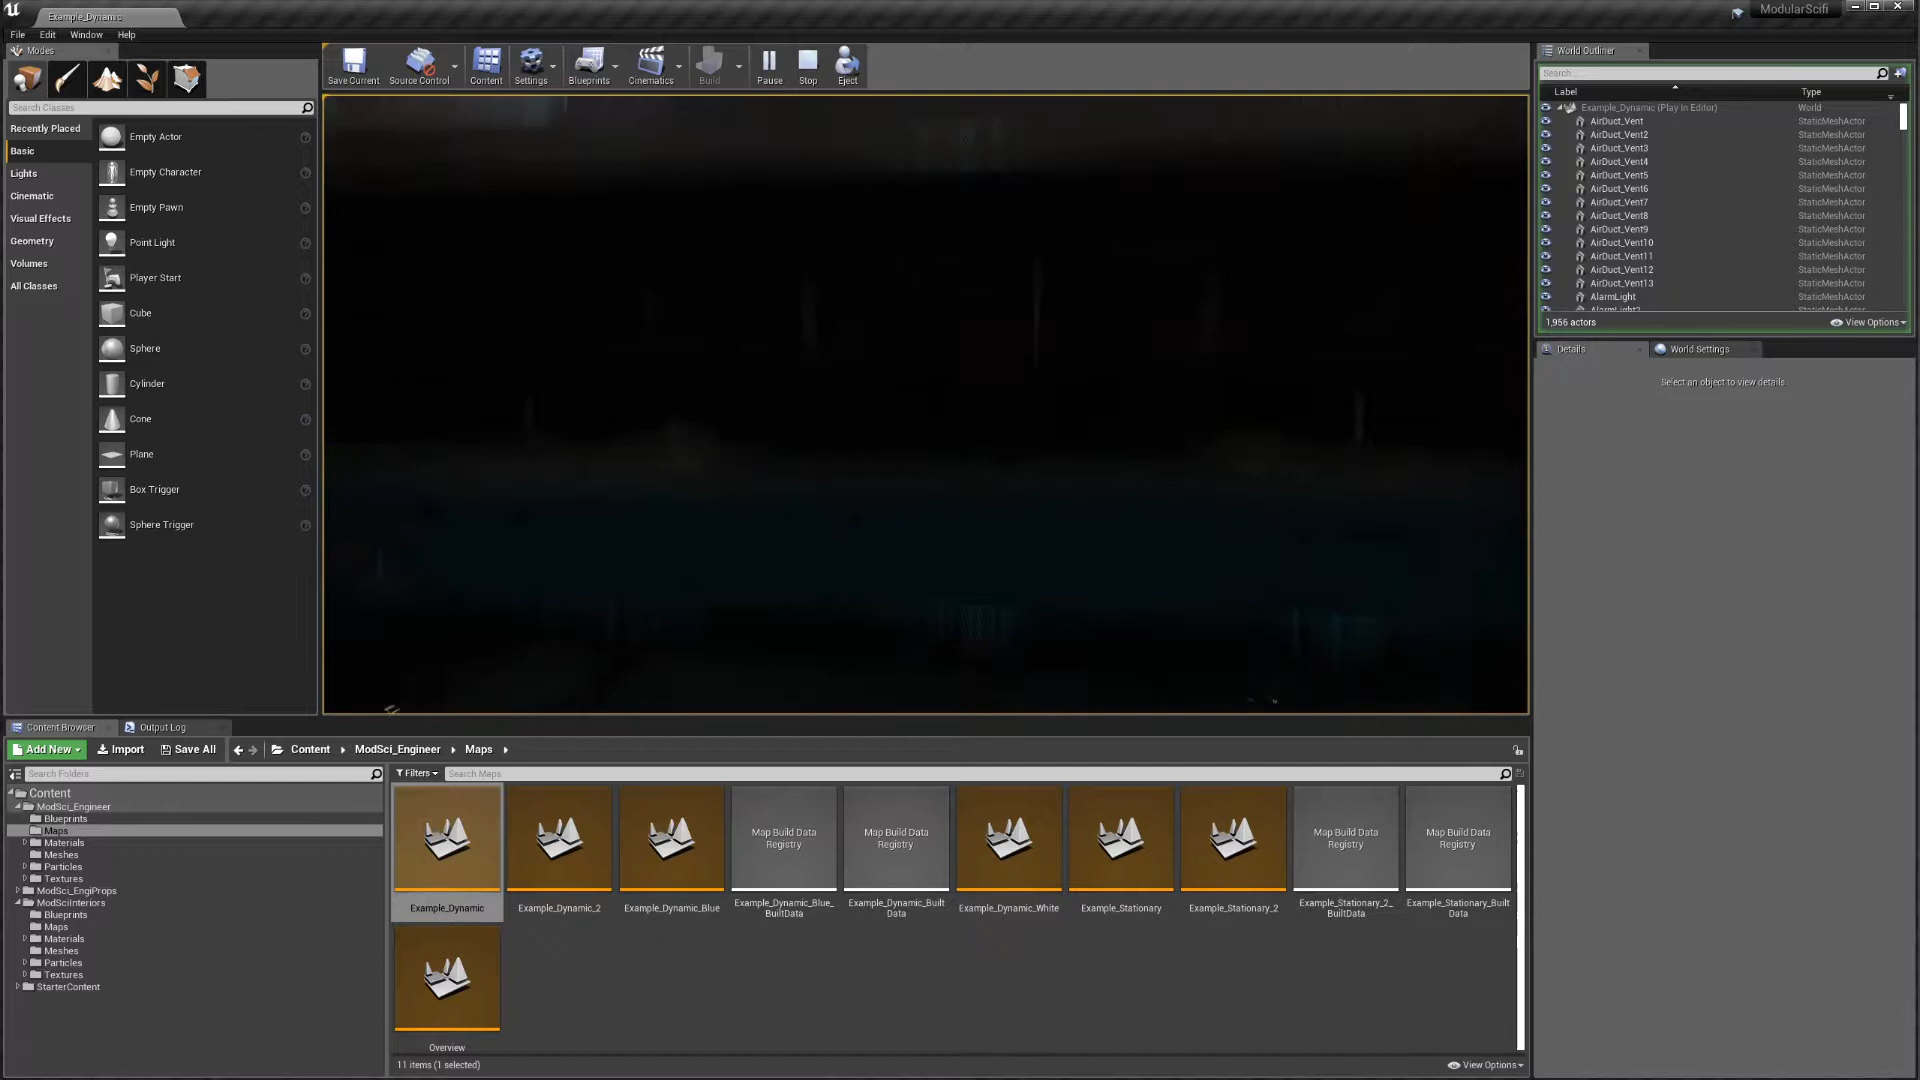 Example_Dynamic
ModularScifi
File Edit Window Help
Modes
Save Current
Source Control
Content
Settings
Blueprints
Cinematics
Build
Pause
Stop
Eject
Search Classes
Recently Placed
Basic
Lights
Cinematic
Visual Effects
Geometry
Volumes
All Classes
Empty Actor
Empty Character
Empty Pawn
Point Light
Player Start
Cube
Sphere
Cylinder
Cone
Plane
Box Trigger
Sphere Trigger
World Outliner
Search...
Label Type
Example_Dynamic (Play In Editor) World
AirDuct_Vent StaticMeshActor
AirDuct_Vent2 StaticMeshActor
AirDuct_Vent3 StaticMeshActor
AirDuct_Vent4 StaticMeshActor
AirDuct_Vent5 StaticMeshActor
AirDuct_Vent6 StaticMeshActor
AirDuct_Vent7 StaticMeshActor
AirDuct_Vent8 StaticMeshActor
AirDuct_Vent9 StaticMeshActor
AirDuct_Vent10 StaticMeshActor
AirDuct_Vent11 StaticMeshActor
AirDuct_Vent12 StaticMeshActor
AirDuct_Vent13 StaticMeshActor
AlarmLight StaticMeshActor
1,956 actors
View Options
Details
World Settings
Select an object to view details
Content Browser
Output Log
Add New
Import
Save All
Content
ModSci_Engineer
Maps
Search Folders
Filters
Search Maps
Content
ModSci_Engineer
Blueprints
Maps
Materials
Meshes
Particles
Textures
ModSci_EngiProps
ModSciInteriors
Blueprints
Maps
Materials
Meshes
Particles
Textures
StarterContent
Map Build Data
Registry
Map Build Data
Registry
Map Build Data
Registry
Map Build Data
Registry
Example_Dynamic
Example_Dynamic_2
Example_Dynamic_Blue
Example_Dynamic_Blue_
BuiltData
Example_Dynamic_Built
Data
Example_Dynamic_White
Example_Stationary
Example_Stationary_2
Example_Stationary_2_
BuiltData
Example_Stationary_Built
Data
Overview
11 items (1 selected)
View Options